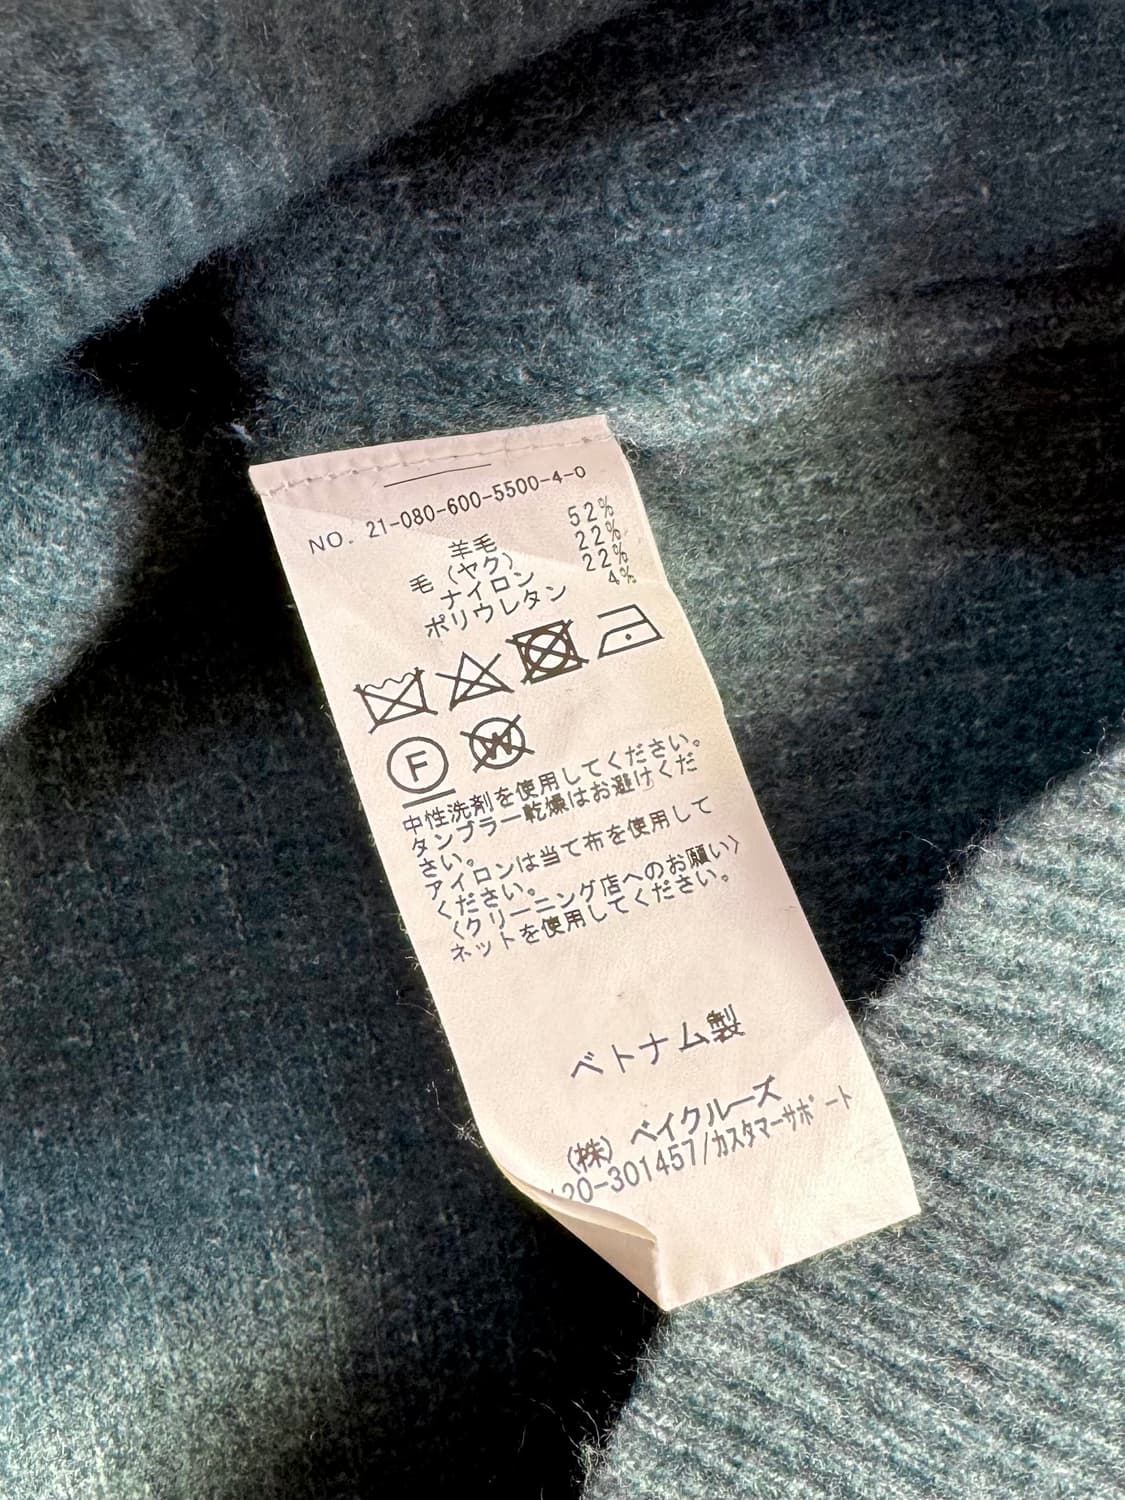 NO. 21-080-600-5500-4-0
羊毛 52%
毛（ヤク） 22%
ナイロン 22%
ポリウレタン 4%
F W
中性洗剤を使用してください。
タンブラー乾燥はお避けくだ
さい。
アイロンは当て布を使用して
ください。
〈クリーニング店へのお願い〉
ネットを使用してください。
ベトナム製
（株）ベイクルーズ
20-301457/カスタマーサポート